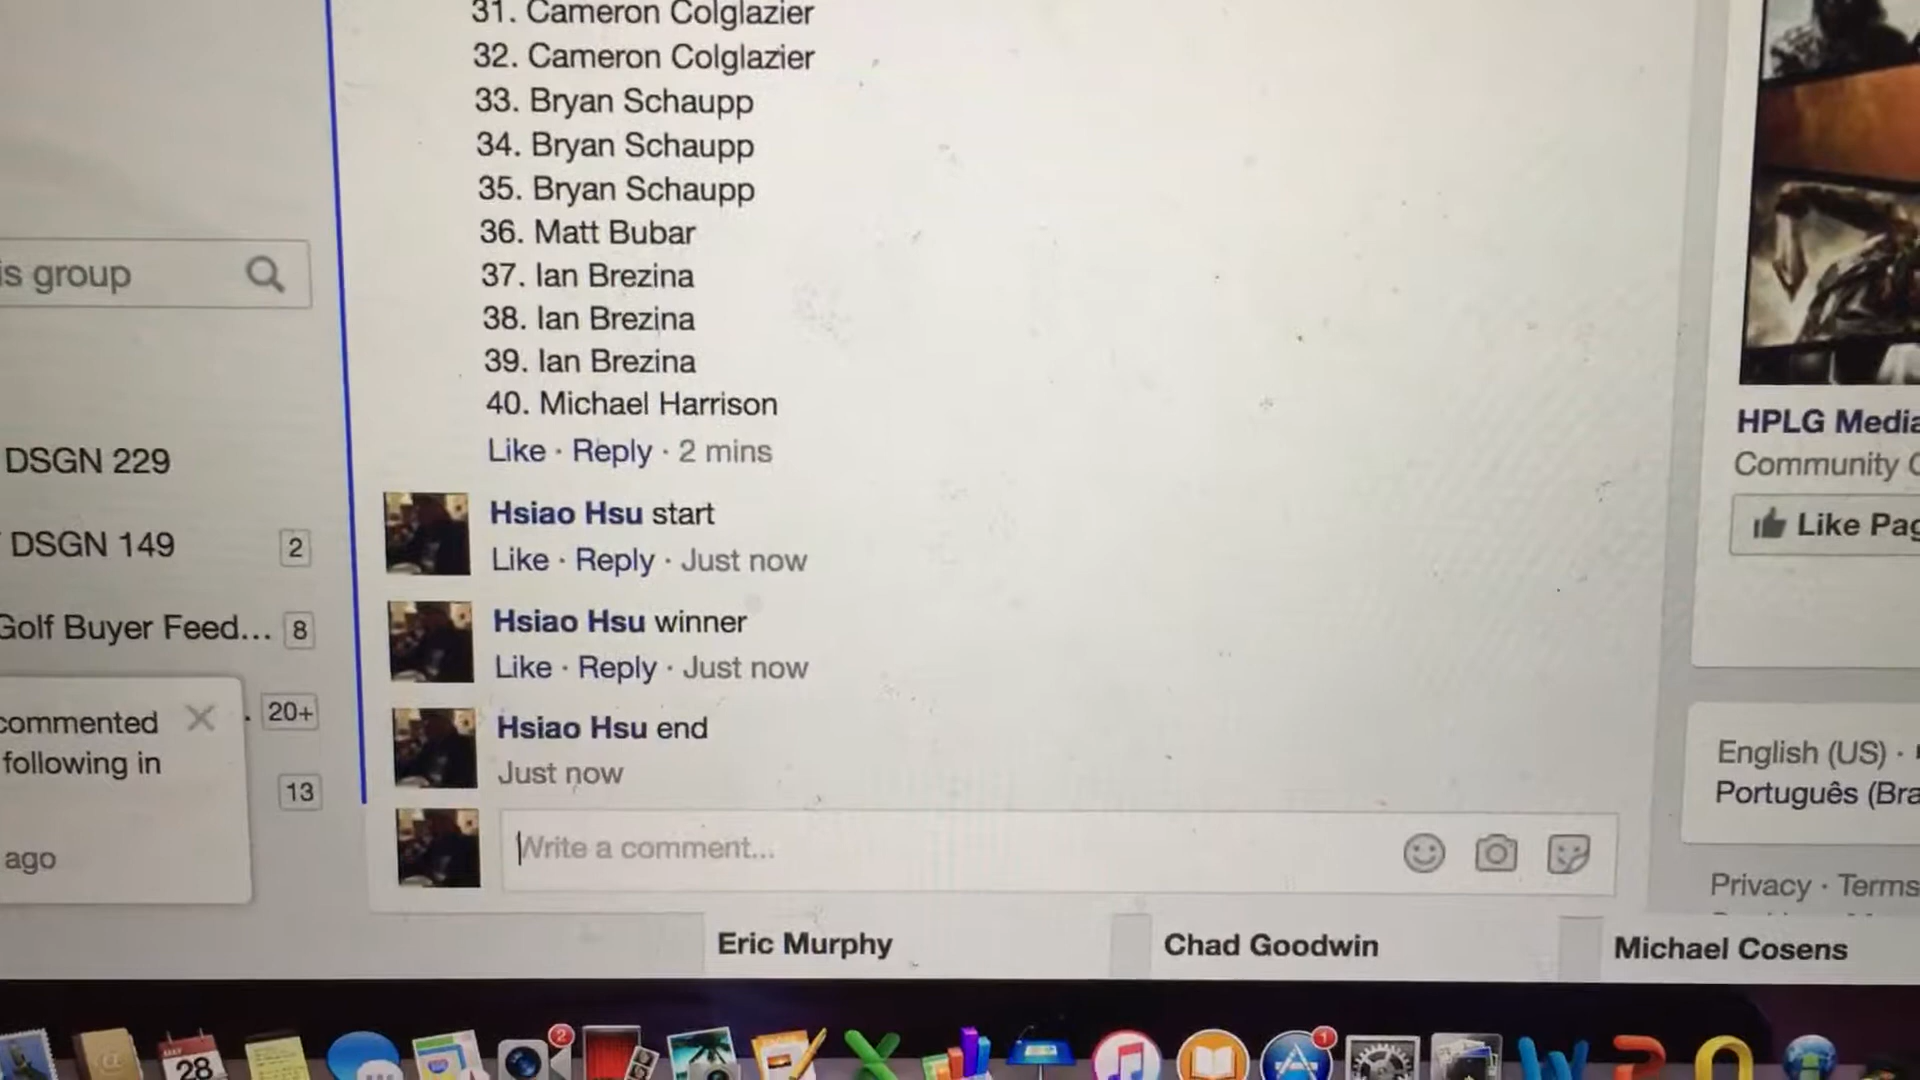 31. Cameron Colglazier
32. Cameron Colglazier
33. Bryan Schaupp
34. Bryan Schaupp
35. Bryan Schaupp
36. Matt Bubar
37. Ian Brezina
38. Ian Brezina
39. Ian Brezina
40. Michael Harrison
Like · Reply · 2 mins
Hsiao Hsu start
Like · Reply · Just now
Hsiao Hsu winner
Like · Reply · Just now
Hsiao Hsu end
Just now
Write a comment...
is group
DSGN 229
DSGN 149 2
Golf Buyer Feed... 8
20+
13
commented
following in
ago
HPLG Media
Community
Like Pag
English (US) ·
Português (Bra
Privacy · Terms
Eric Murphy
Chad Goodwin
Michael Cosens
28
2
1